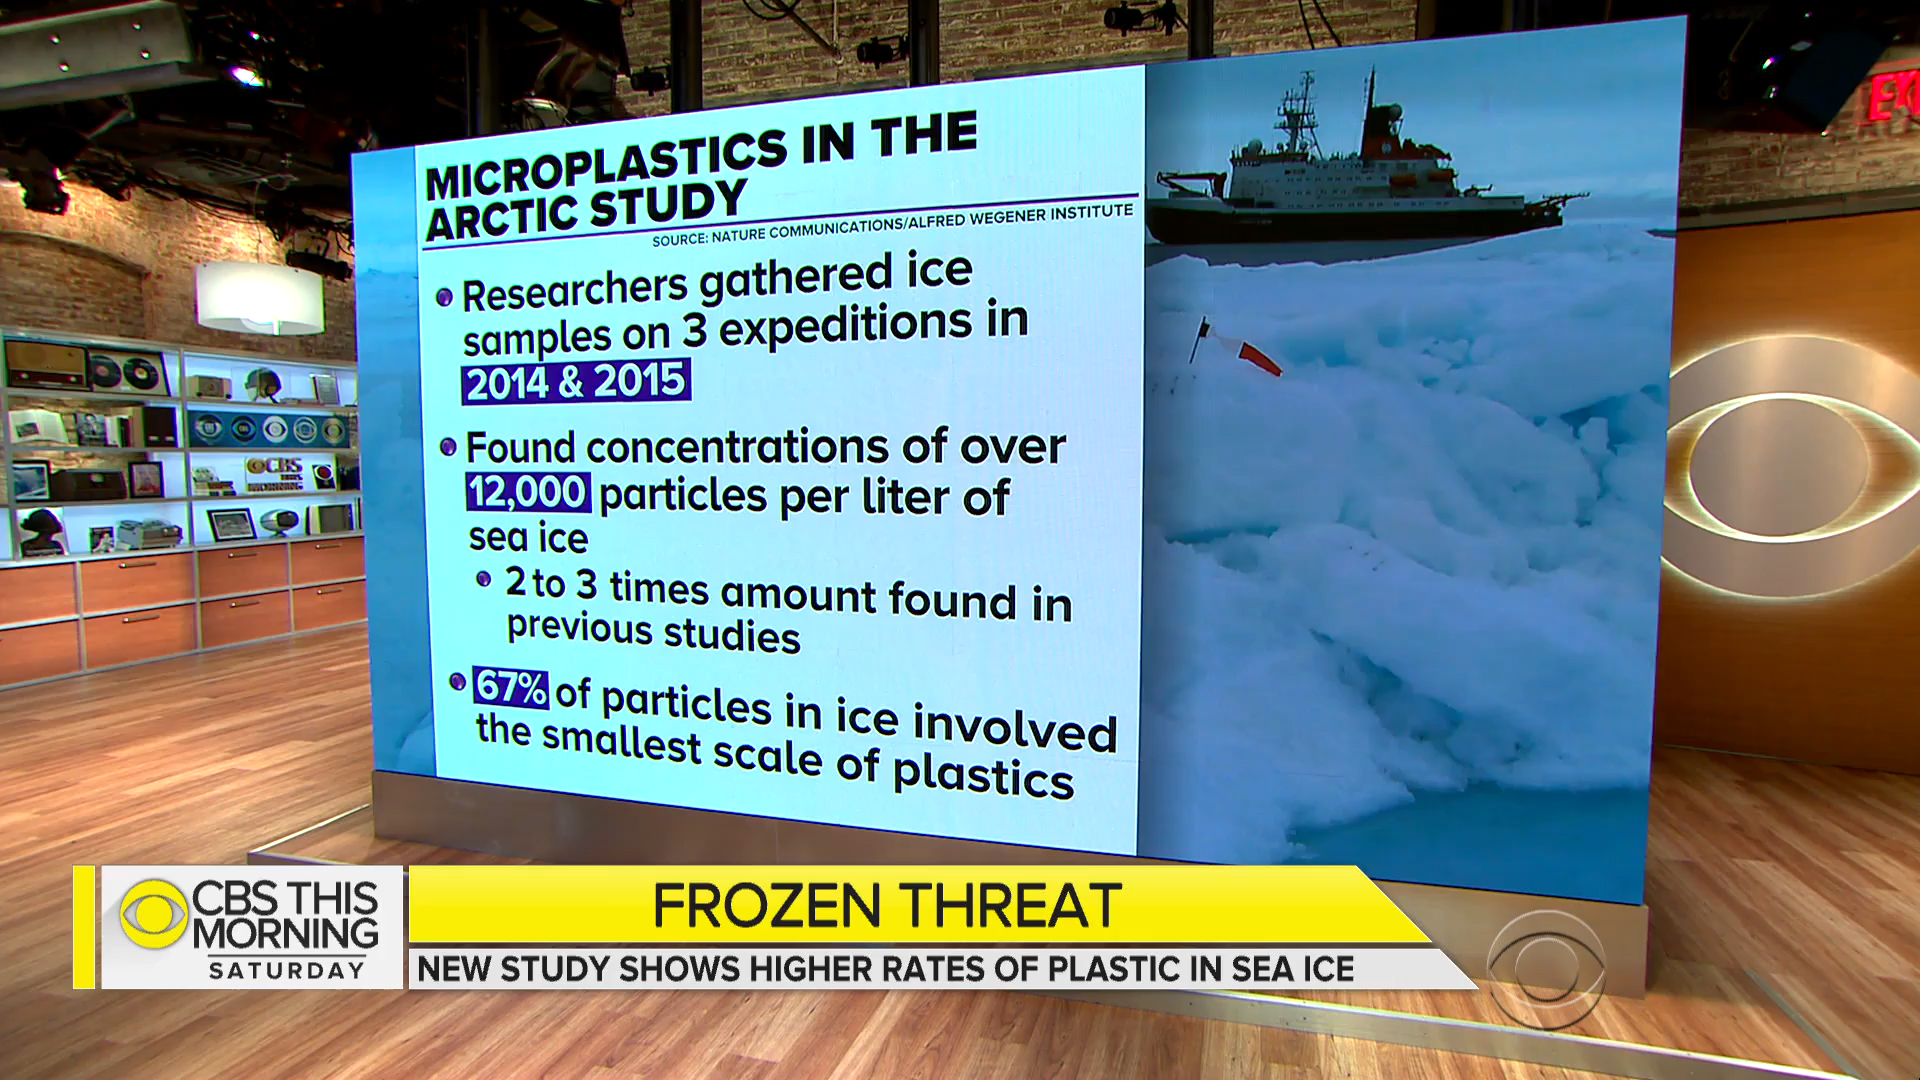 MICROPLASTICS IN THE
ARCTIC STUDY
SOURCE: NATURE COMMUNICATIONS/ALFRED WEGENER INSTITUTE
Researchers gathered ice
samples on 3 expeditions in
2014 & 2015
Found concentrations of over
12,000 particles per liter of
sea ice
2 to 3 times amount found in
previous studies
67% of particles in ice involved
the smallest scale of plastics
CBS
THIS
MORNING
CBS THIS
MORNING
SATURDAY
FROZEN THREAT
NEW STUDY SHOWS HIGHER RATES OF PLASTIC IN SEA ICE